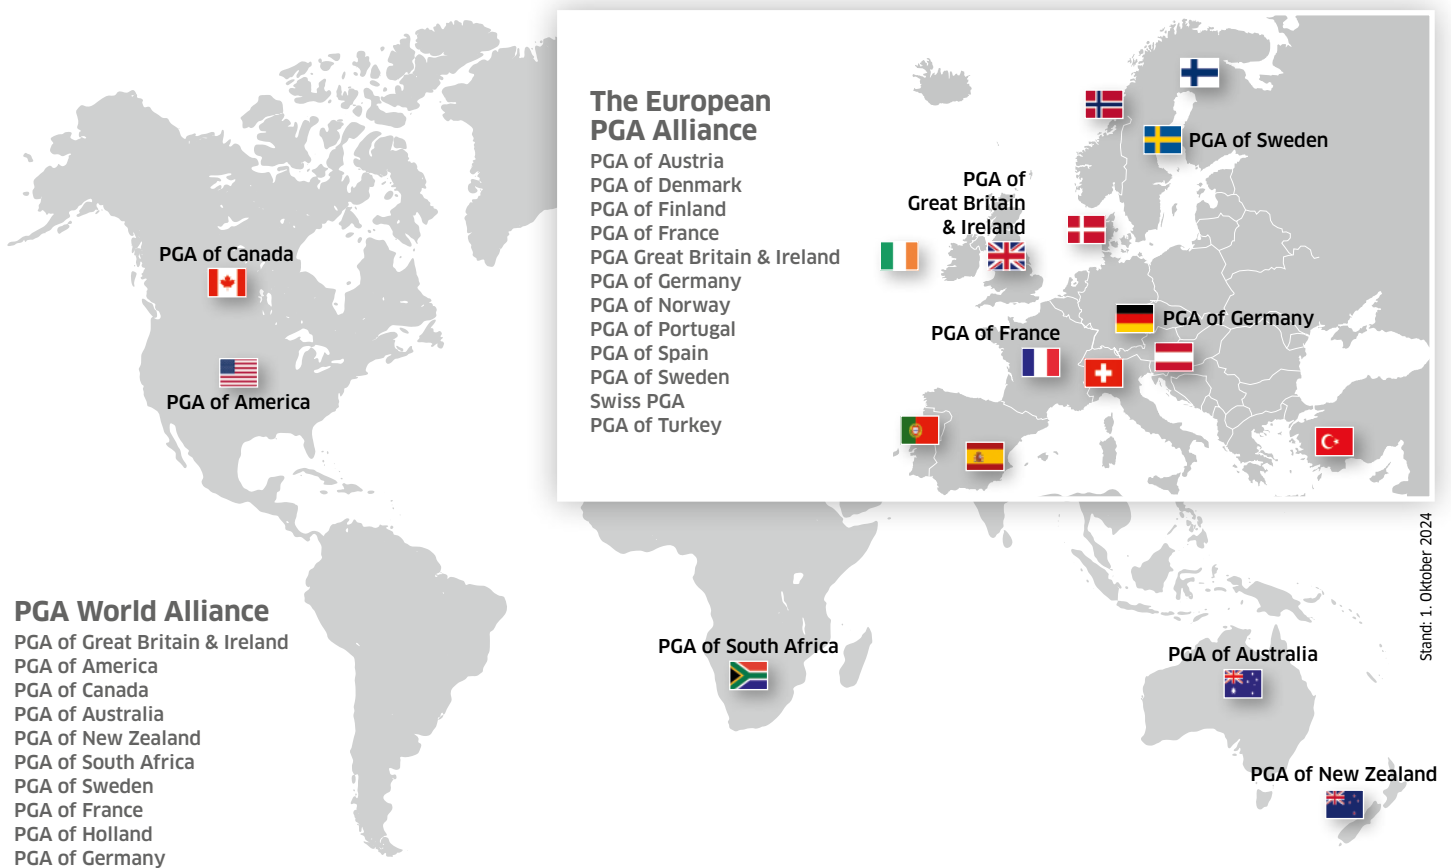 The European
PGA Alliance
PGA of Austria
PGA of Denmark
PGA of Finland
PGA of France
PGA Great Britain & Ireland
PGA of Germany
PGA of Norway
PGA of Portugal
PGA of Spain
PGA of Sweden
Swiss PGA
PGA of Turkey
PGA of Sweden
PGA of
Great Britain
& Ireland
PGA of Germany
PGA of France
PGA of Canada
PGA of America
Stand: 1. Oktober 2024
PGA World Alliance
PGA of Great Britain & Ireland
PGA of America
PGA of Canada
PGA of Australia
PGA of New Zealand
PGA of South Africa
PGA of Sweden
PGA of France
PGA of Holland
PGA of Germany
PGA of South Africa
PGA of Australia
PGA of New Zealand